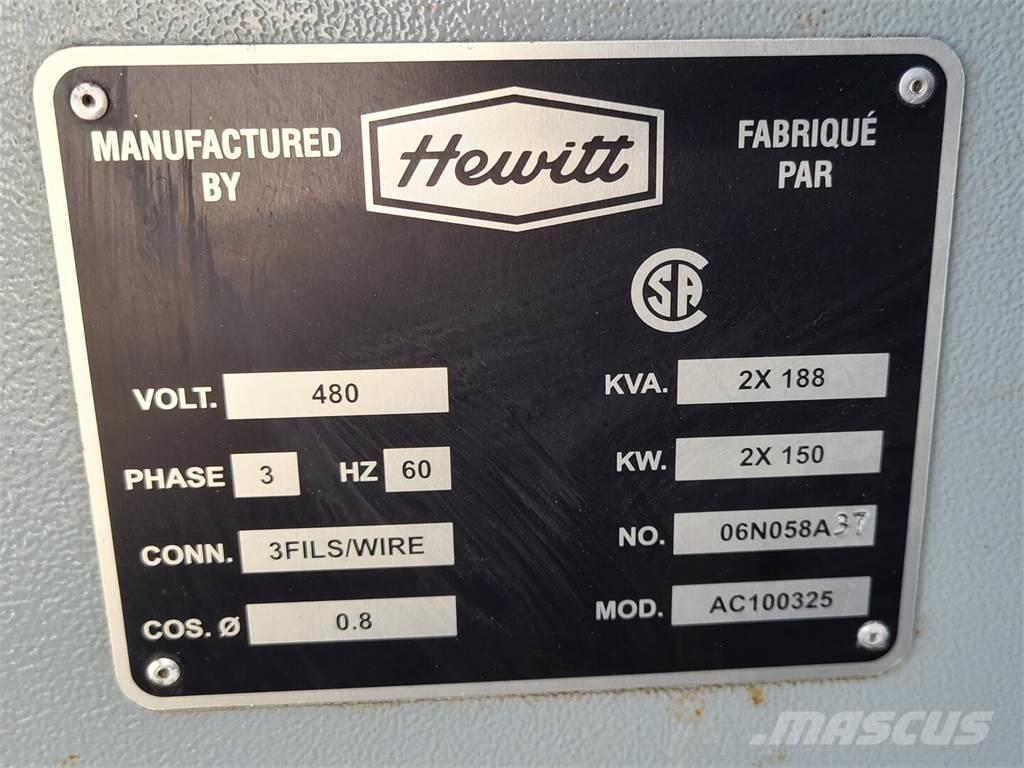 MANUFACTURED
BY
Hewitt
FABRIQUÉ
PAR
CSA
VOLT. 480
KVA. 2X 188
PHASE 3 HZ 60
KW. 2X 150
CONN. 3FILS/WIRE
NO. 06N058A37
COS. Ø 0.8
MOD. AC100325
MASCUS